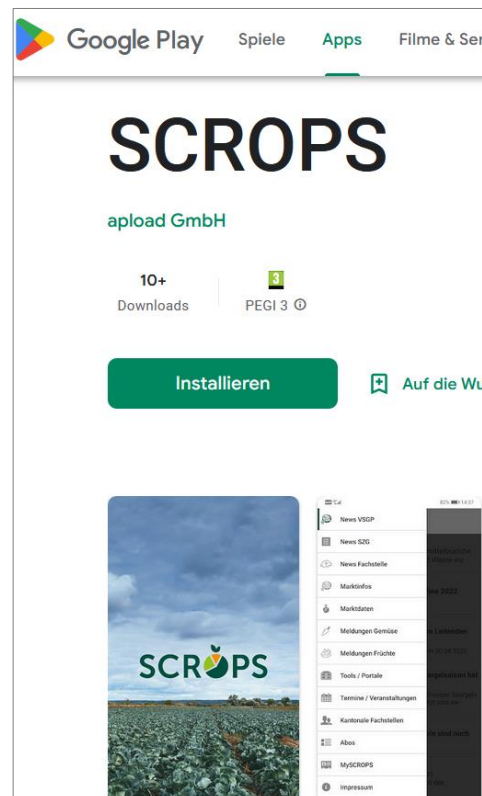 Google Play Spiele Apps Filme & Ser
SCROPS
apload GmbH
10+
Downloads
3
PEGI 3
Installieren
Auf die Wu
SCROPS
News VSGP
News SZG
News Fachstelle
Marktinfos
Marktdaten
Meldungen Gemüse
Meldungen Früchte
Tools / Portale
Termine / Veranstaltungen
Kantonale Fachstellen
Abos
MySCROPS
Impressum